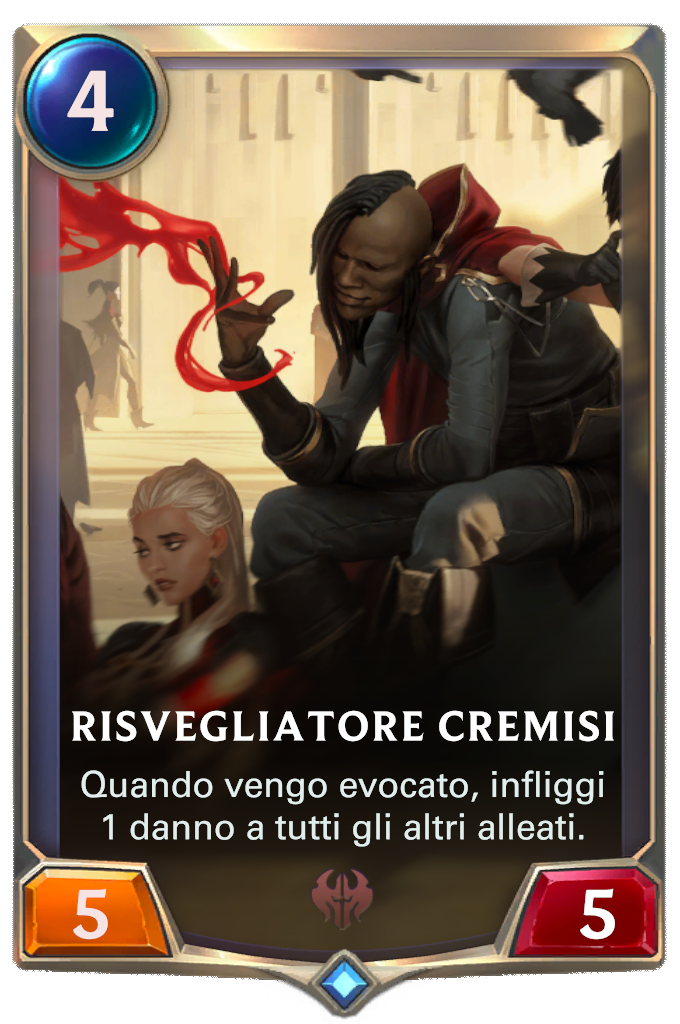 4
RISVEGLIATORE CREMISI
Quando vengo evocato, infliggi
1 danno a tutti gli altri alleati.
5 5